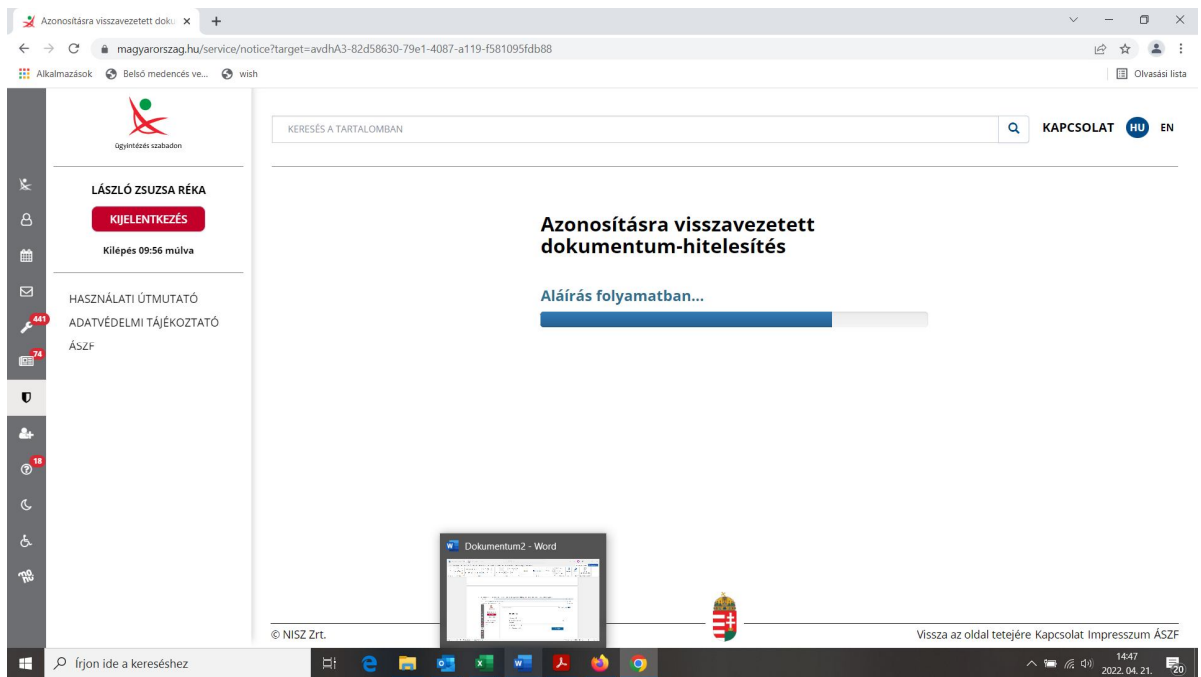 Azonosításra visszavezetett doku
magyarorszag.hu/service/notice?target=avdhA3-82d58630-79e1-4087-a119-f581095fdb88
Alkalmazások Belső medencés ve... wish Olvasási lista
ügyintézés szabadon
KERESÉS A TARTALOMBAN KAPCSOLAT HU EN
LÁSZLÓ ZSUZSA RÉKA
KIJELENTKEZÉS
Kilépés 09:56 múlva
HASZNÁLATI ÚTMUTATÓ
ADATVÉDELMI TÁJÉKOZTATÓ
ÁSZF
441
74
18
Azonosításra visszavezetett
dokumentum-hitelesítés
Aláírás folyamatban...
Dokumentum2 - Word
© NISZ Zrt. Vissza az oldal tetejére Kapcsolat Impresszum ÁSZF
Írjon ide a kereséshez
14:47
2022. 04. 21.
20